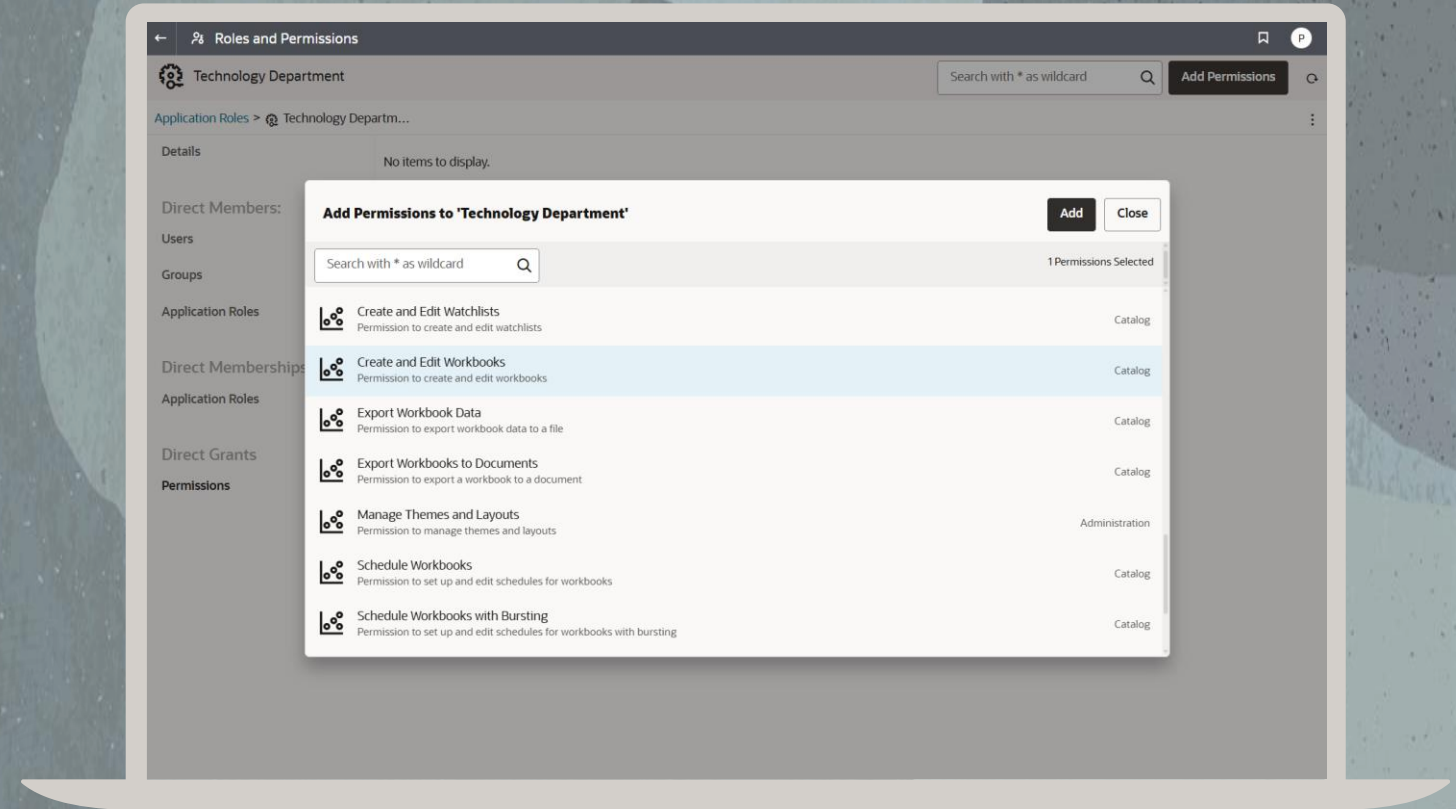 Roles and Permissions
P
Technology Department
Search with * as wildcard
Add Permissions
Application Roles > Technology Departm...
Details
No items to display.
Direct Members:
Users
Groups
Application Roles
Direct Memberships
Application Roles
Direct Grants
Permissions
Add Permissions to 'Technology Department'
Add
Close
Search with * as wildcard
1 Permissions Selected
Create and Edit Watchlists
Permission to create and edit watchlists
Catalog
Create and Edit Workbooks
Permission to create and edit workbooks
Catalog
Export Workbook Data
Permission to export workbook data to a file
Catalog
Export Workbooks to Documents
Permission to export a workbook to a document
Catalog
Manage Themes and Layouts
Permission to manage themes and layouts
Administration
Schedule Workbooks
Permission to set up and edit schedules for workbooks
Catalog
Schedule Workbooks with Bursting
Permission to set up and edit schedules for workbooks with bursting
Catalog